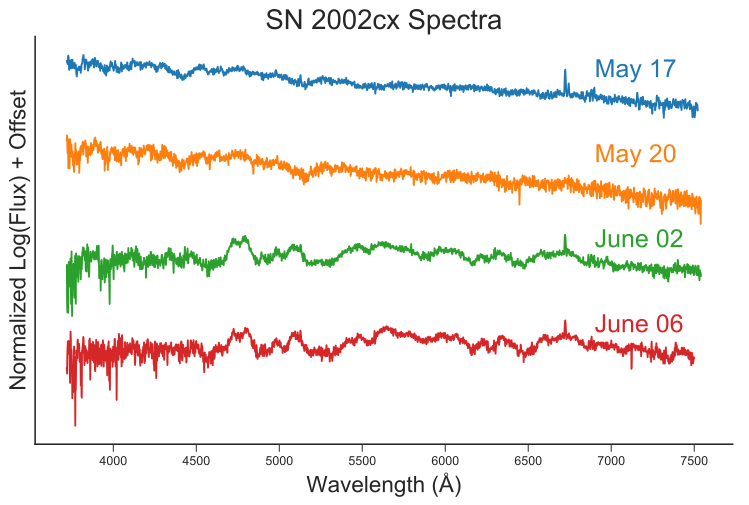 SN 2002cx Spectra
Normalized Log(Flux) + Offset
May 17
May 20
June 02
June 06
4000 4500 5000 5500 6000 6500 7000 7500
Wavelength (Å)